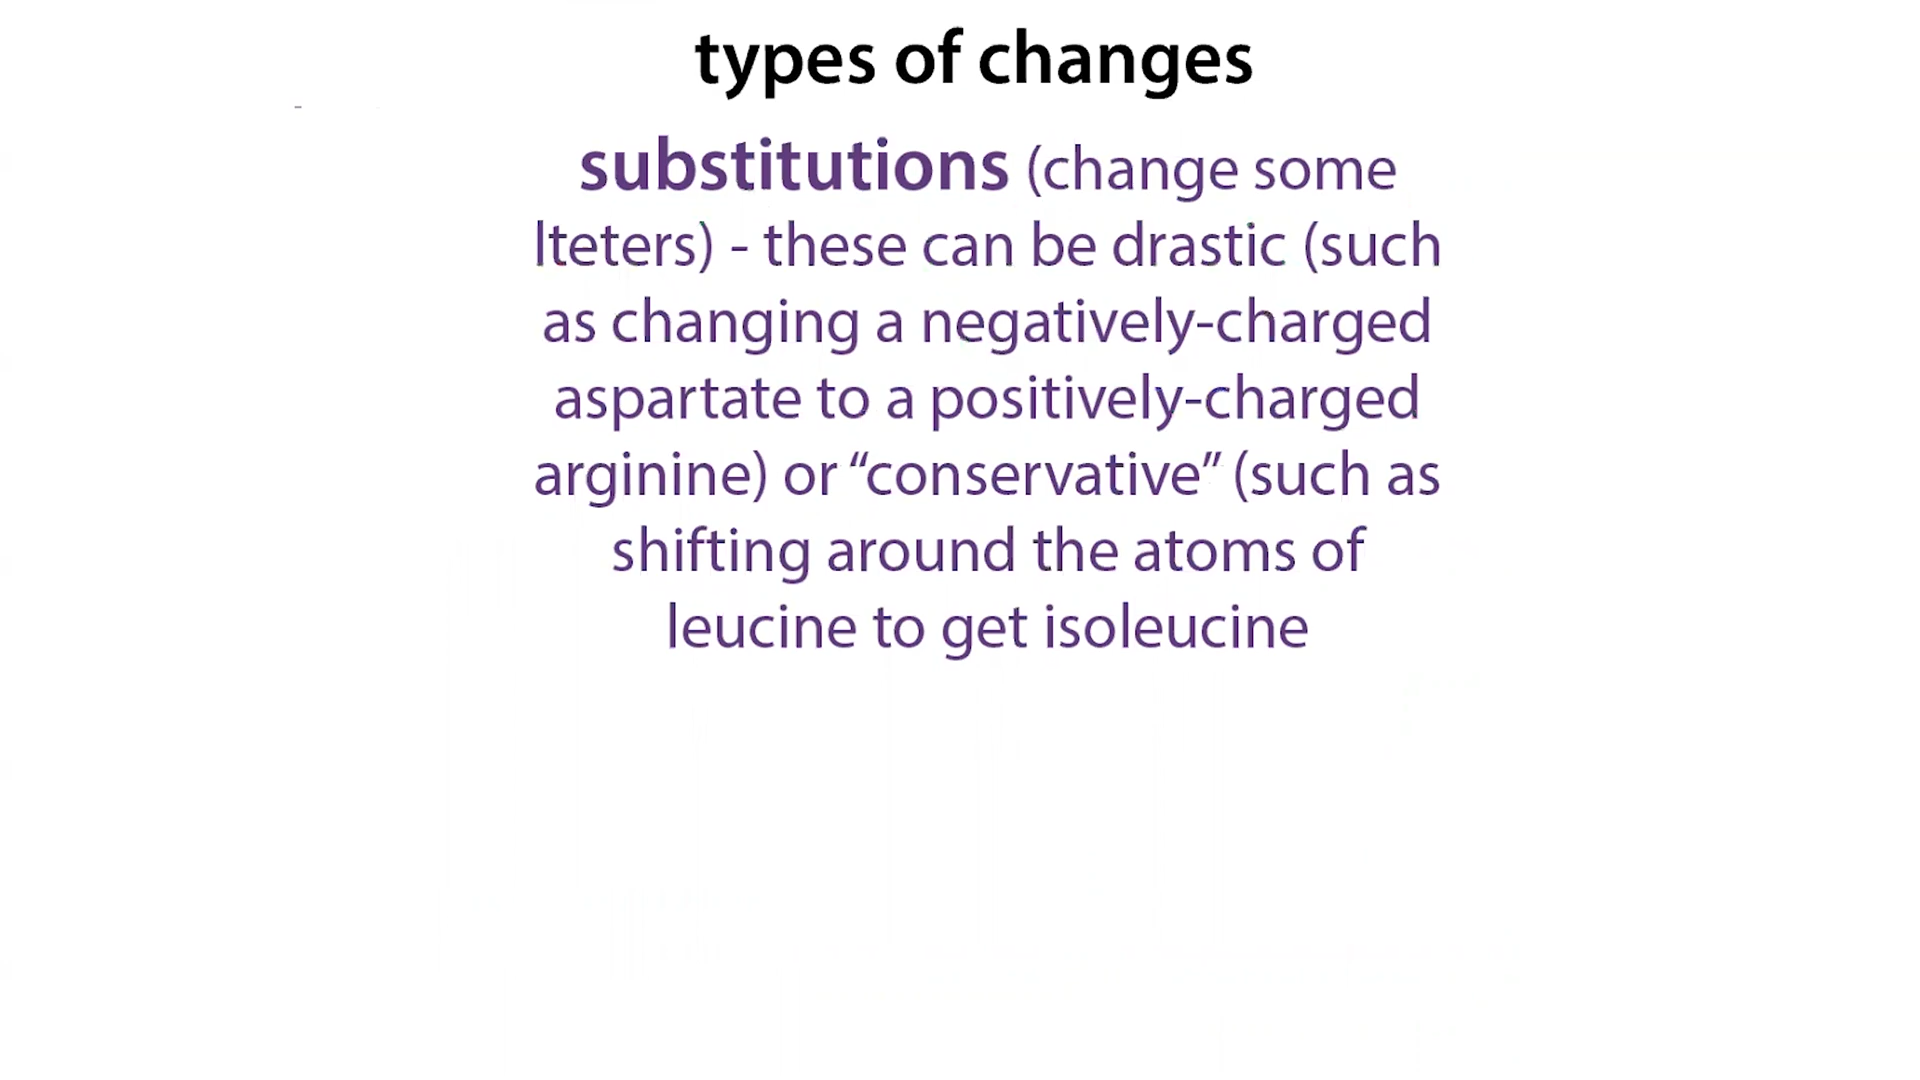 types of changes
substitutions (change some
lteters) - these can be drastic (such
as changing a negatively-charged
aspartate to a positively-charged
arginine) or “conservative” (such as
shifting around the atoms of
leucine to get isoleucine